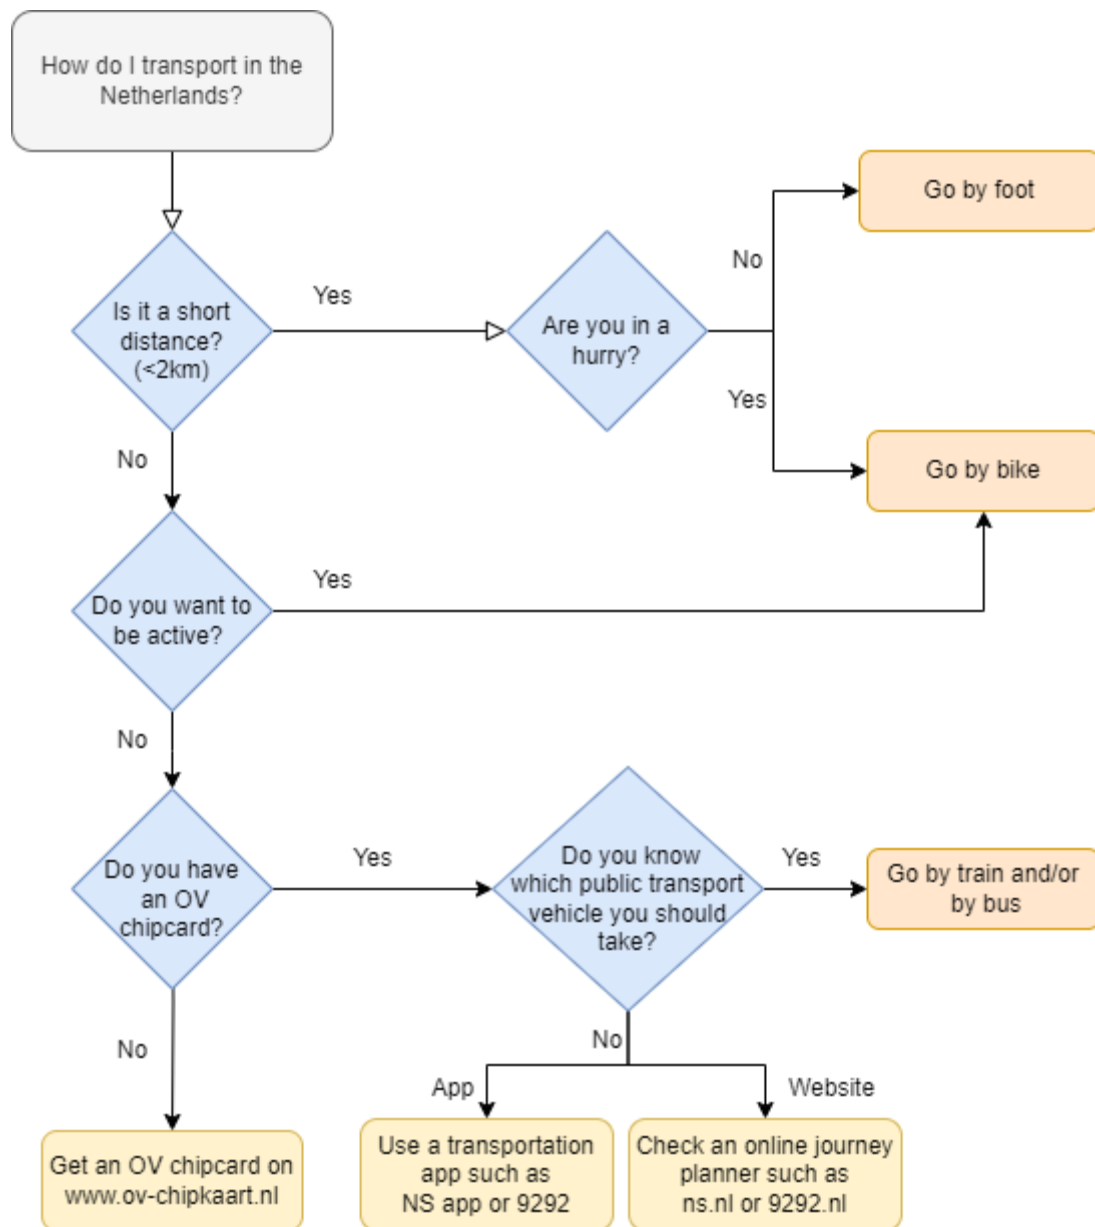 How do I transport in the
Netherlands?
Go by foot
No
Yes
Is it a short
distance?
(<2km)
Are you in a
hurry?
Yes
No
Go by bike
Yes
Do you want to
be active?
No
Do you have
an OV
chipcard?
Yes
Do you know
which public transport
vehicle you should
take?
Yes
Go by train and/or
by bus
No
No
App
Website
Get an OV chipcard on
www.ov-chipkaart.nl
Use a transportation
app such as
NS app or 9292
Check an online journey
planner such as
ns.nl or 9292.nl